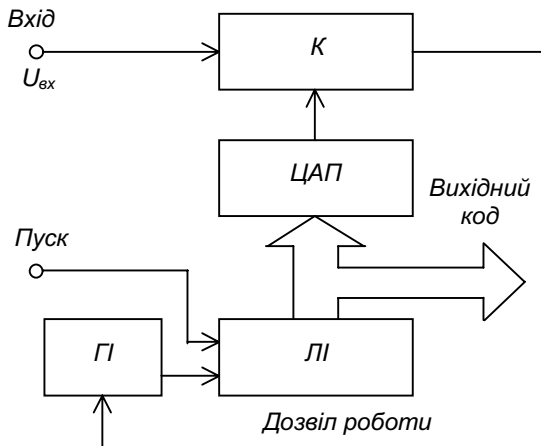 Вхід
К
Uвх
ЦАП
Вихідний
код
Пуск
ГІ
ЛІ
Дозвіл роботи